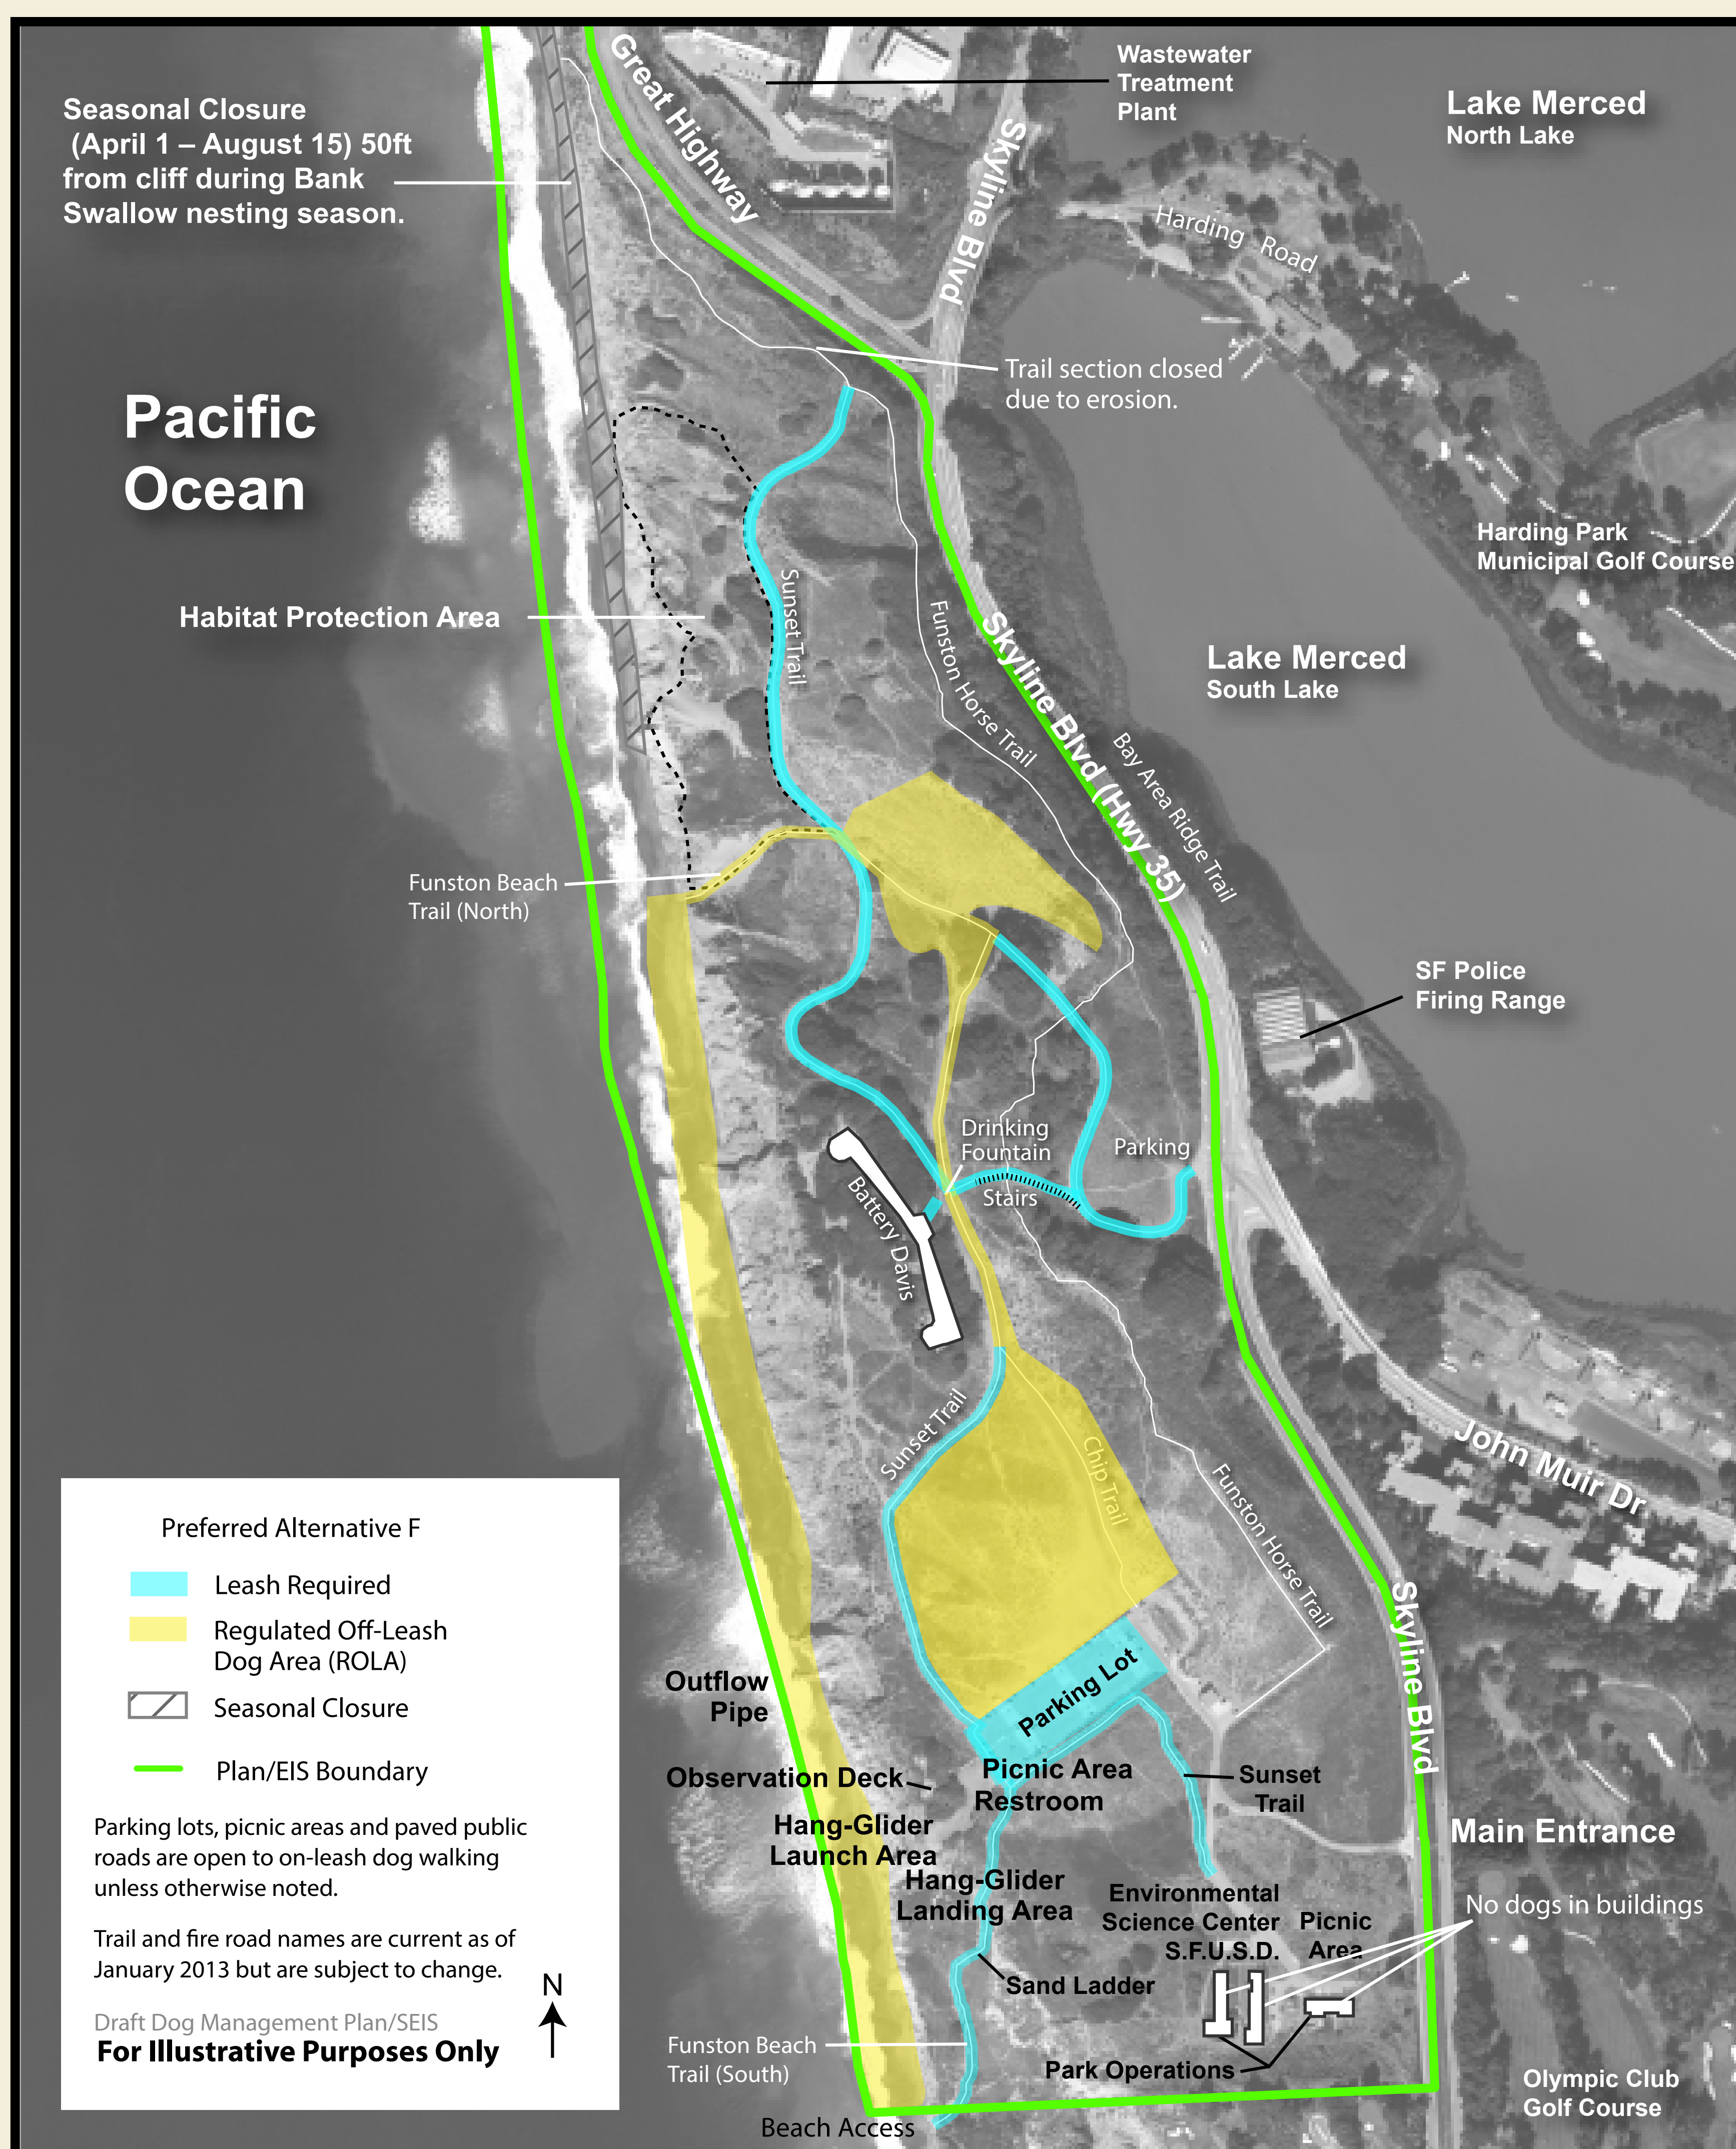 Great Highway
Wastewater
Treatment
Plant
Skyline Blvd
Lake Merced
North Lake
Seasonal Closure
(April 1 – August 15) 50ft
from cliff during Bank
Swallow nesting season.
Harding Road
Trail section closed
due to erosion.
Pacific
Ocean
Harding Park
Municipal Golf Course
Habitat Protection Area
Sunset Trail
Funston Horse Trail
Skyline Blvd (Hwy 35)
Lake Merced
South Lake
Bay Area Ridge Trail
Funston Beach
Trail (North)
SF Police
Firing Range
Drinking
Fountain
Parking
Stairs
Battery Davis
Sunset Trail
Chip Trail
Funston Horse Trail
John Muir Dr
Skyline Blvd
Parking Lot
Outflow
Pipe
Observation Deck
Picnic Area
Restroom
Sunset
Trail
Hang-Glider
Launch Area
Main Entrance
Hang-Glider
Landing Area
Environmental
Science Center
S.F.U.S.D.
Picnic
Area
No dogs in buildings
Sand Ladder
Funston Beach
Trail (South)
Park Operations
Beach Access
Olympic Club
Golf Course
Preferred Alternative F
Leash Required
Regulated Off-Leash
Dog Area (ROLA)
Seasonal Closure
Plan/EIS Boundary
Parking lots, picnic areas and paved public
roads are open to on-leash dog walking
unless otherwise noted.
Trail and fire road names are current as of
January 2013 but are subject to change.
N
Draft Dog Management Plan/SEIS
For Illustrative Purposes Only